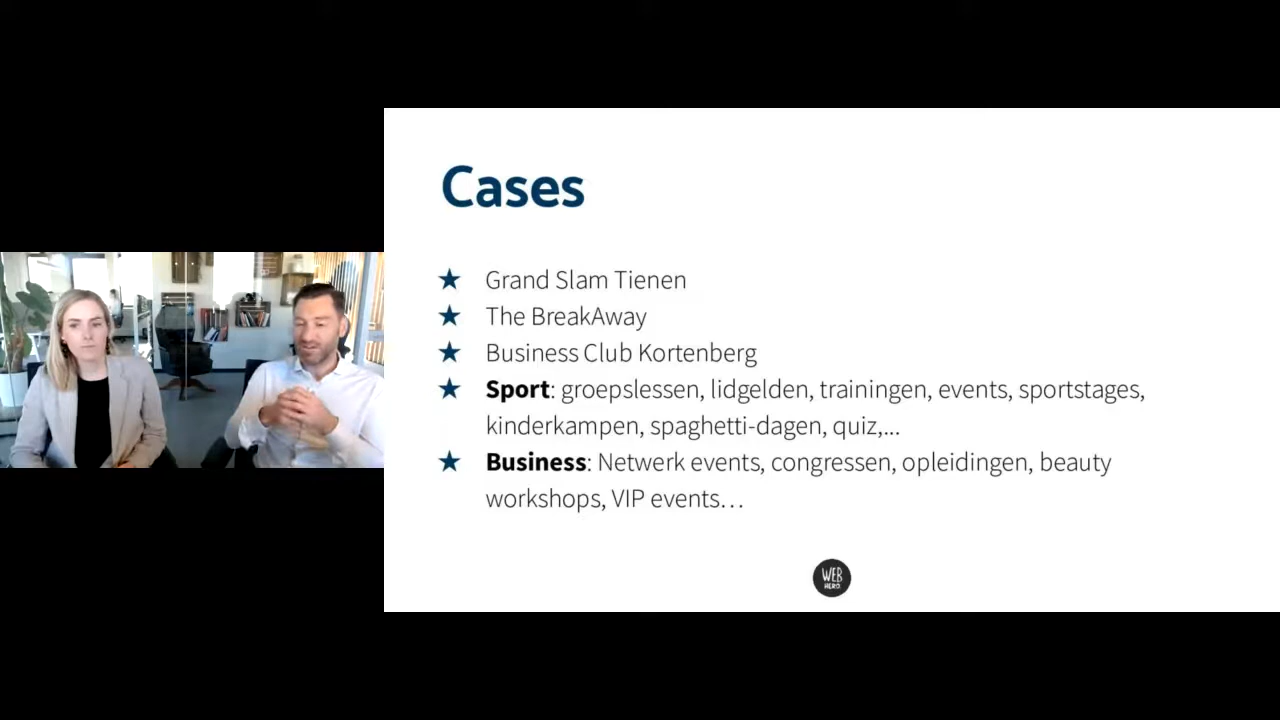 Cases
★ Grand Slam Tienen
★ The BreakAway
★ Business Club Kortenberg
★ Sport: groepslessen, lidgelden, trainingen, events, sportstages,
kinderkampen, spaghetti-dagen, quiz,...
★ Business: Netwerk events, congressen, opleidingen, beauty
workshops, VIP events…
WEB
HERO